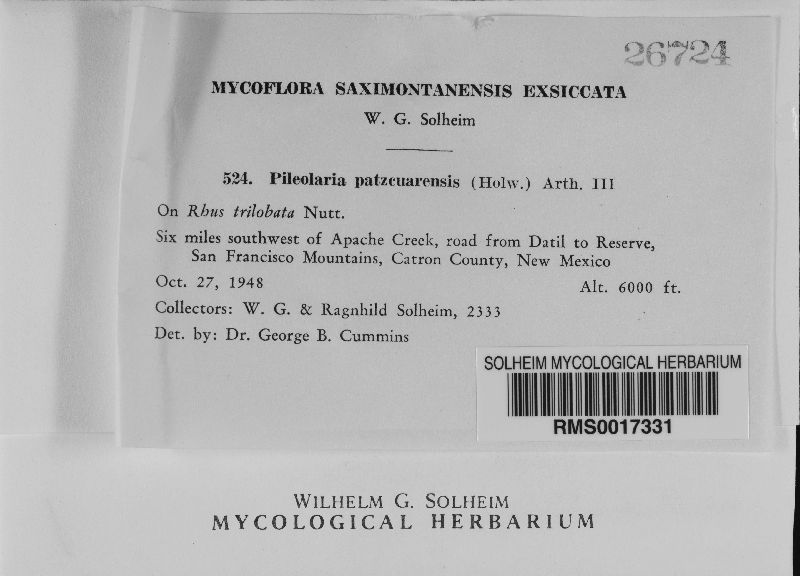 26724
MYCOFLORA SAXIMONTANENSIS EXSICCATA
W. G. Solheim
524. Pileolaria patzcuarensis (Holw.) Arth. III
On Rhus trilobata Nutt.
Six miles southwest of Apache Creek, road from Datil to Reserve,
San Francisco Mountains, Catron County, New Mexico
Oct. 27, 1948 Alt. 6000 ft.
Collectors: W. G. & Ragnhild Solheim, 2333
Det. by: Dr. George B. Cummins
SOLHEIM MYCOLOGICAL HERBARIUM
RMS0017331
WILHELM G. SOLHEIM
MYCOLOGICAL HERBARIUM